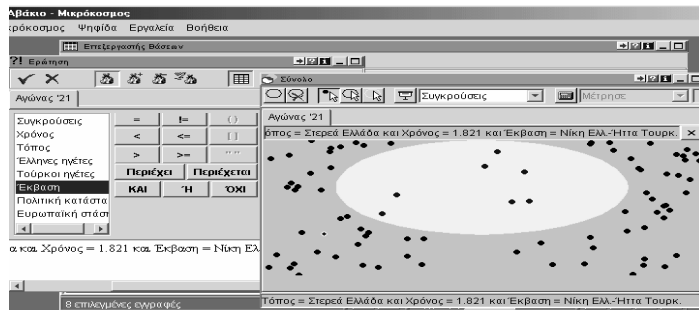 Αβάκιο - Μικρόκοσμος
κρόκοσμος Ψηφίδα Εργαλεία Βοήθεια
Επεξεργαστής Βάσεων
?! Ερώτηση
Σύνολο
Συγκρούσεις
Μέτρησε
Αγώνας '21
Αγώνας '21
όπος = Στερεά Ελλάδα και Χρόνος = 1.821 και Έκβαση = Νίκη Ελλ.-Ήττα Τουρκ.
Συγκρούσεις
Χρόνος
Τόπος
Έλληνες ηγέτες
Τούρκοι ηγέτες
Έκβαση
Πολιτική κατάστα
Ευρωπαϊκή στάσ
= != ( )
< <= [ ]
> >= " "
Περιέχει Περιέχεται
ΚΑΙ Ή ΌΧΙ
α και Χρόνος = 1.821 και Έκβαση = Νίκη Ελ
8 επιλεγμένες εγγραφές
Τόπος = Στερεά Ελλάδα και Χρόνος = 1.821 και Έκβαση = Νίκη Ελλ.-Ήττα Τουρκ.